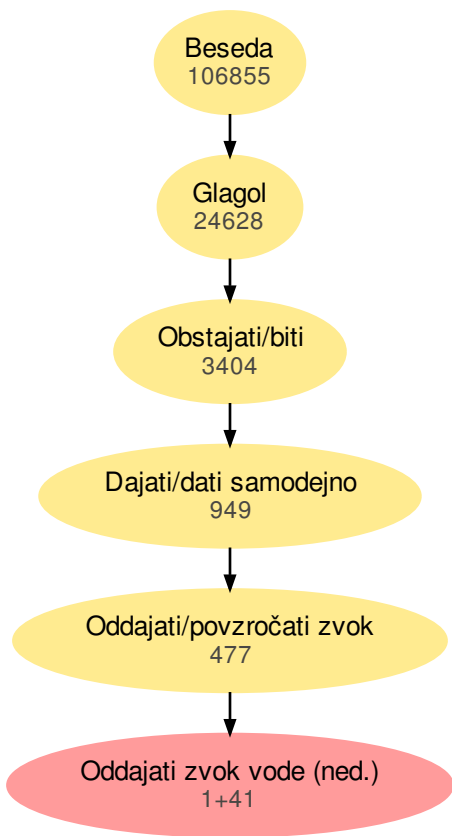 Beseda
106855
Glagol
24628
Obstajati/biti
3404
Dajati/dati samodejno
949
Oddajati/povzročati zvok
477
Oddajati zvok vode (ned.)
1+41